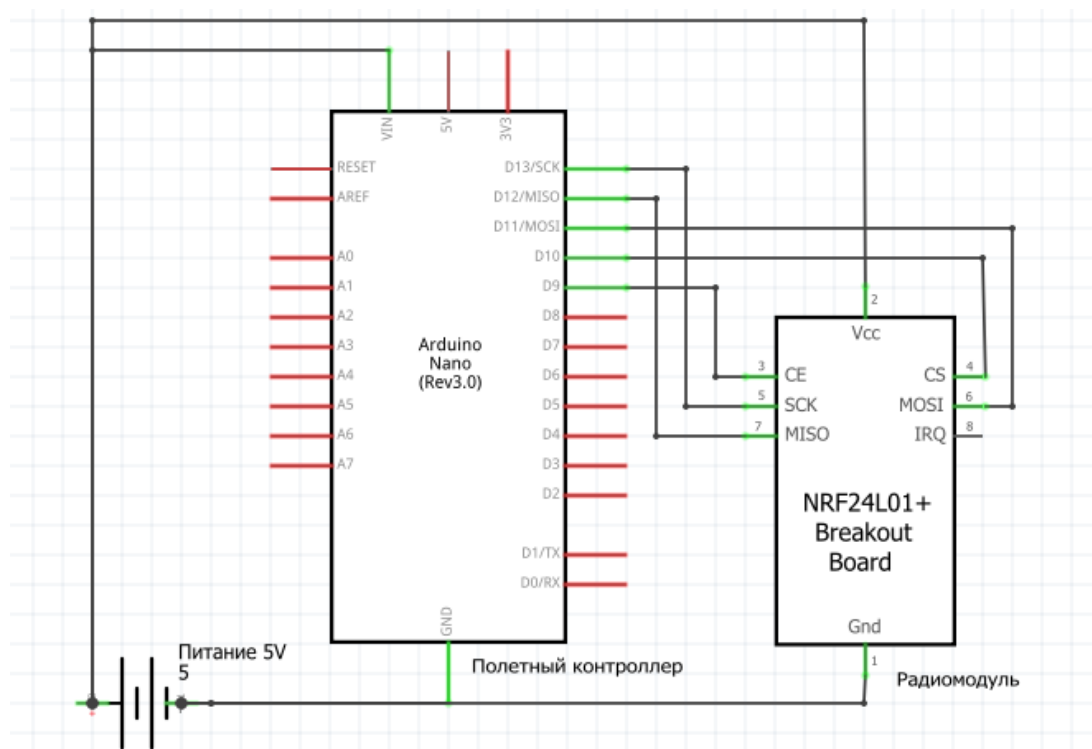 VIN
5V
3V3
RESET
AREF
A0
A1
A2
A3
A4
A5
A6
A7
D13/SCK
D12/MISO
D11/MOSI
D10
D9
D8
D7
D6
D5
D4
D3
D2
D1/TX
D0/RX
Arduino
Nano
(Rev3.0)
GND
Полетный контроллер
2
Vcc
3
CE
5
SCK
7
MISO
4
CS
6
MOSI
8
IRQ
NRF24L01+
Breakout
Board
Gnd
1
Радиомодуль
Питание 5V
5